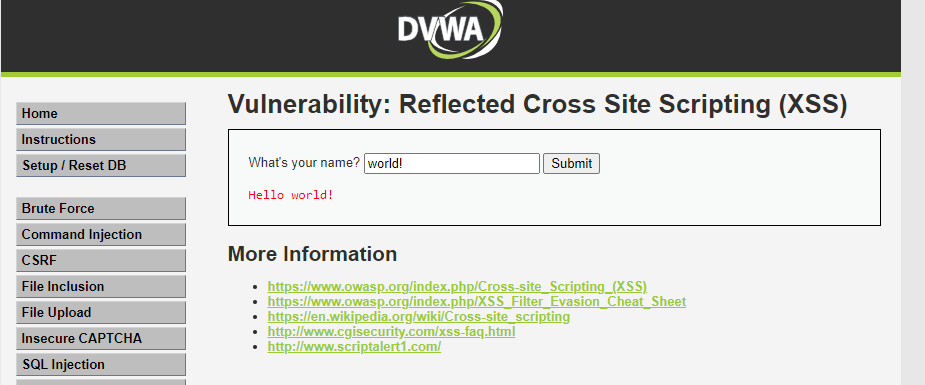 DVWA
Vulnerability: Reflected Cross Site Scripting (XSS)
Home
Instructions
Setup / Reset DB
Brute Force
Command Injection
CSRF
File Inclusion
File Upload
Insecure CAPTCHA
SQL Injection
What's your name? world! Submit
Hello world!
More Information
https://www.owasp.org/index.php/Cross-site_Scripting_(XSS)
https://www.owasp.org/index.php/XSS_Filter_Evasion_Cheat_Sheet
https://en.wikipedia.org/wiki/Cross-site_scripting
http://www.cgisecurity.com/xss-faq.html
http://www.scriptalert1.com/